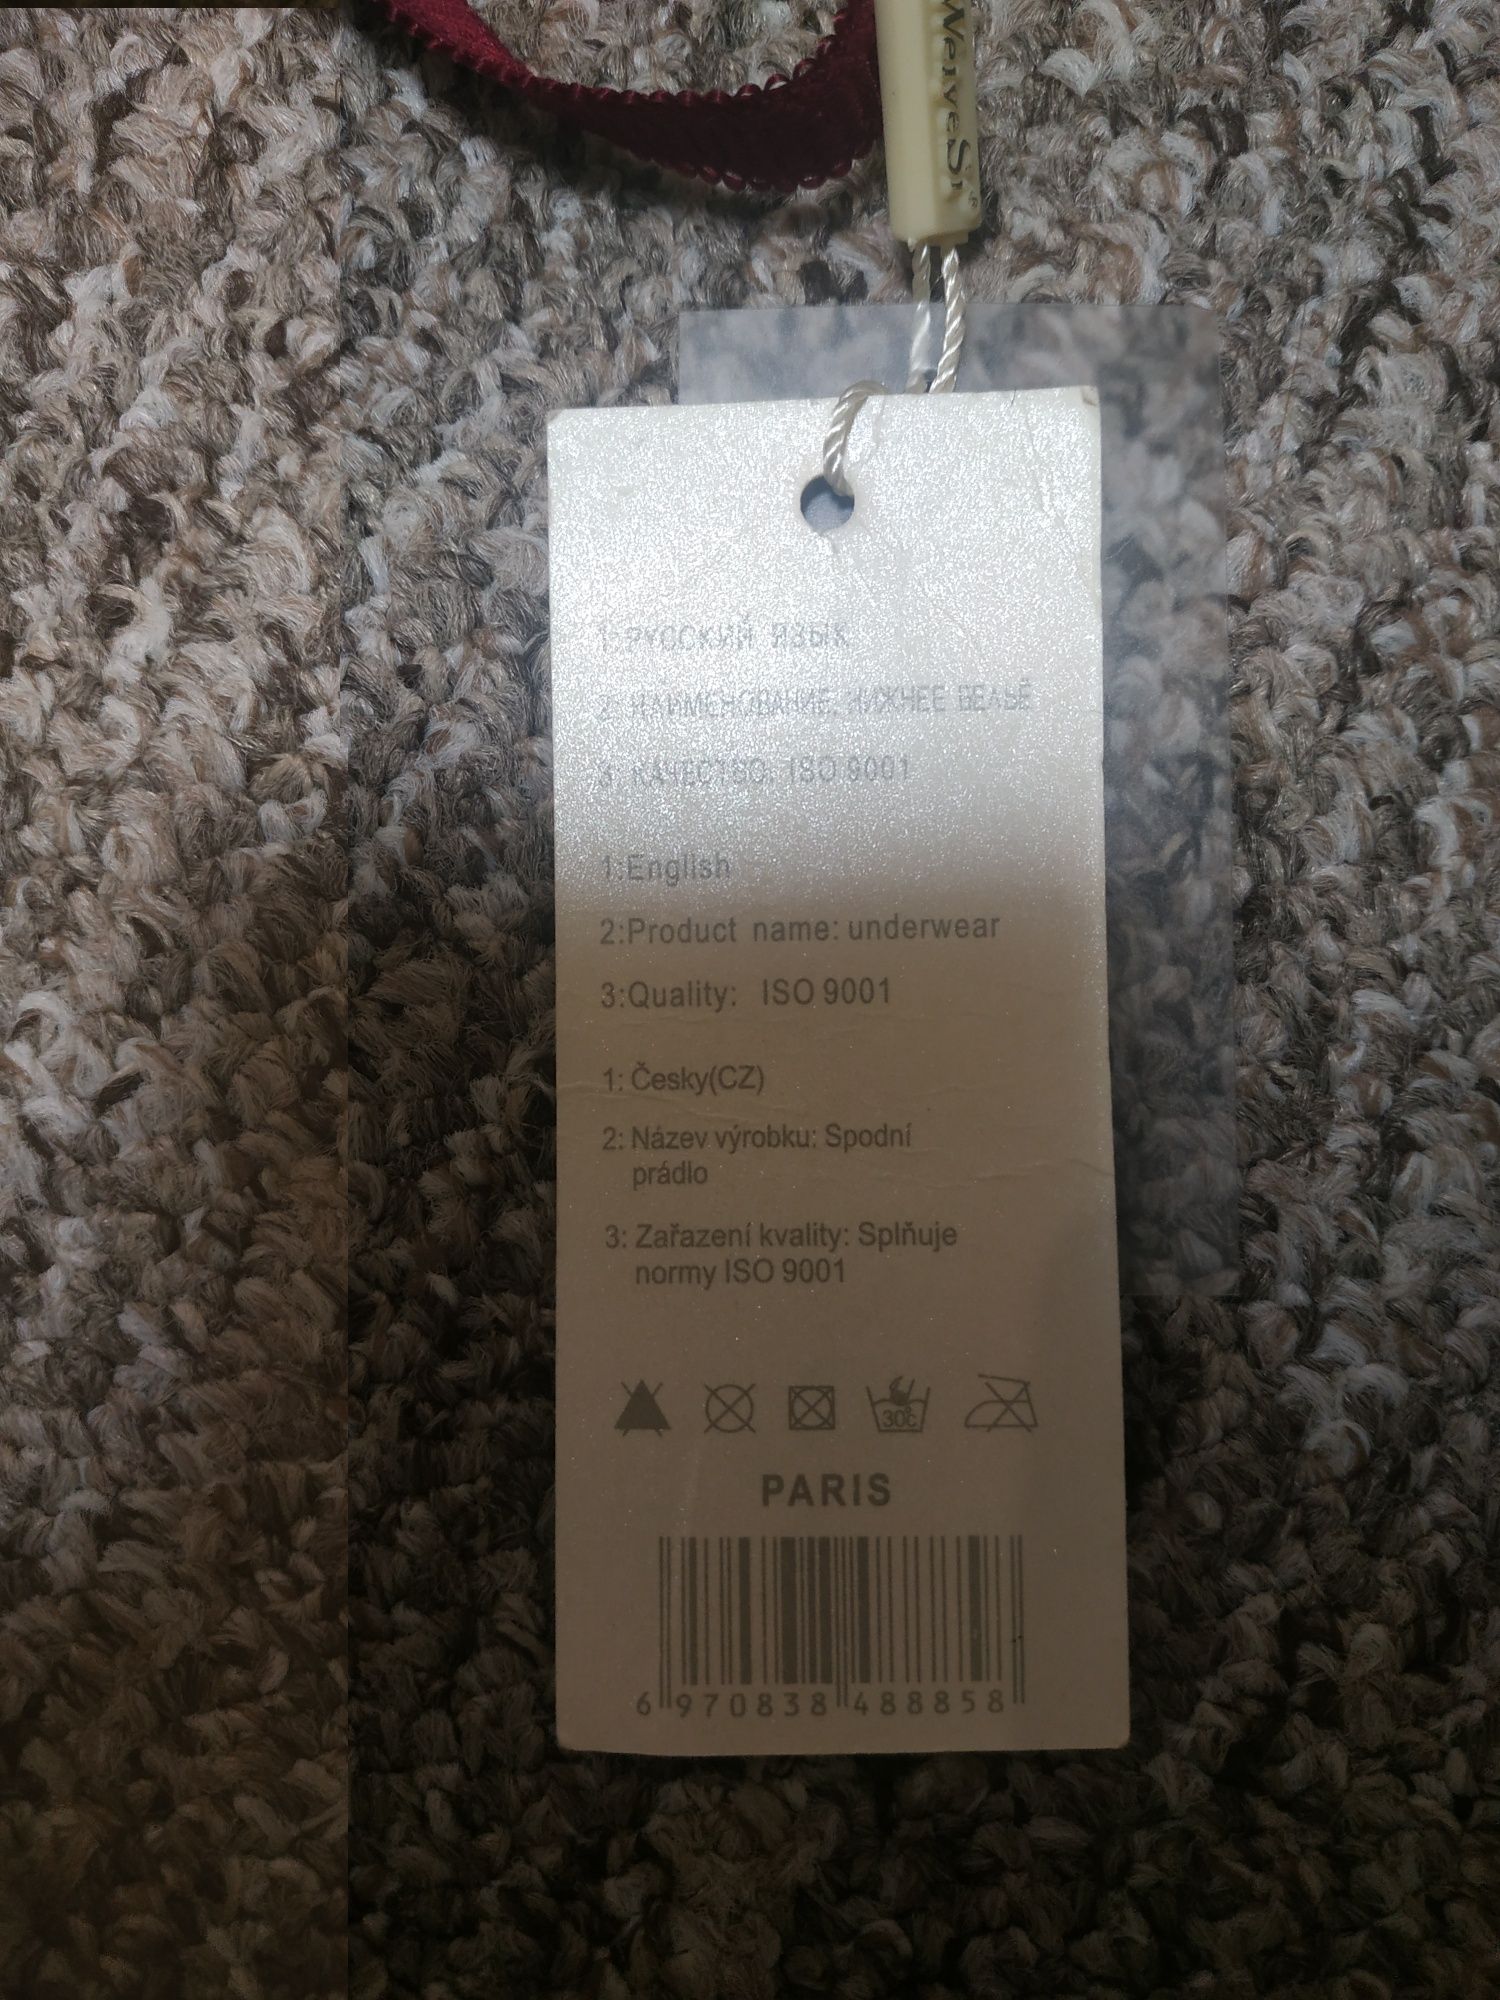 WeiyeSi®
1:РУССКИЙ ЯЗЫК
2: НАИМЕНОВАНИЕ: НИЖНЕЕ БЕЛЬЁ
3: КАЧЕСТВО: ISO 9001
1:English
2:Product name: underwear
3:Quality: ISO 9001
1: Česky(CZ)
2: Název výrobku: Spodní
prádlo
3: Zařazení kvality: Splňuje
normy ISO 9001
30c
PARIS
6 970838 488858